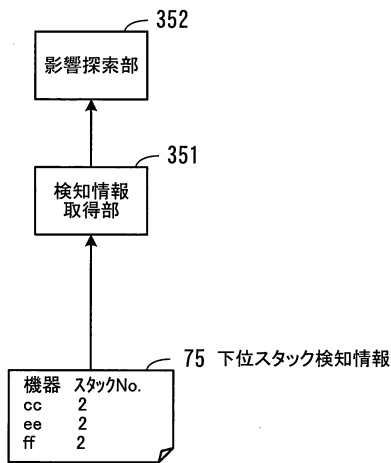 352
影響探索部
351
検知情報
取得部
75 下位スタック検知情報
機器 スタックNo.
cc 2
ee 2
ff 2